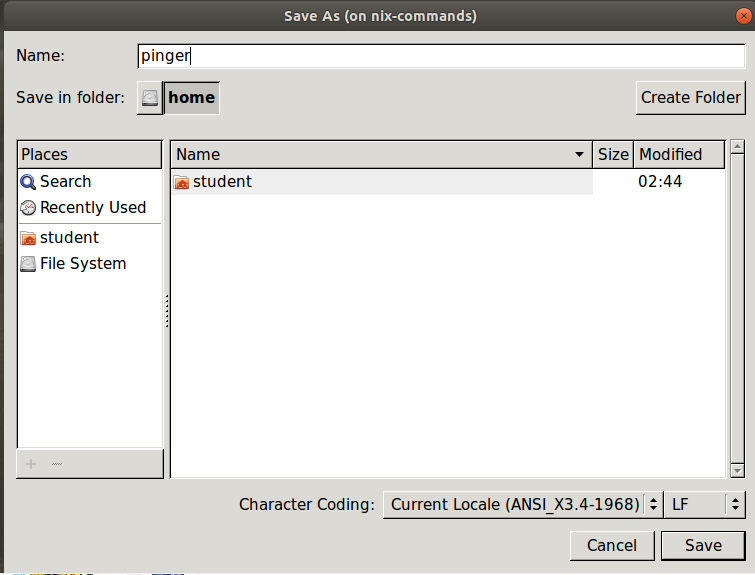 Save As (on nix-commands)
Name: pinger
Save in folder: home Create Folder
Places Name Size Modified
Search student 02:44
Recently Used
student
File System
Character Coding: Current Locale (ANSI_X3.4-1968) LF
Cancel Save